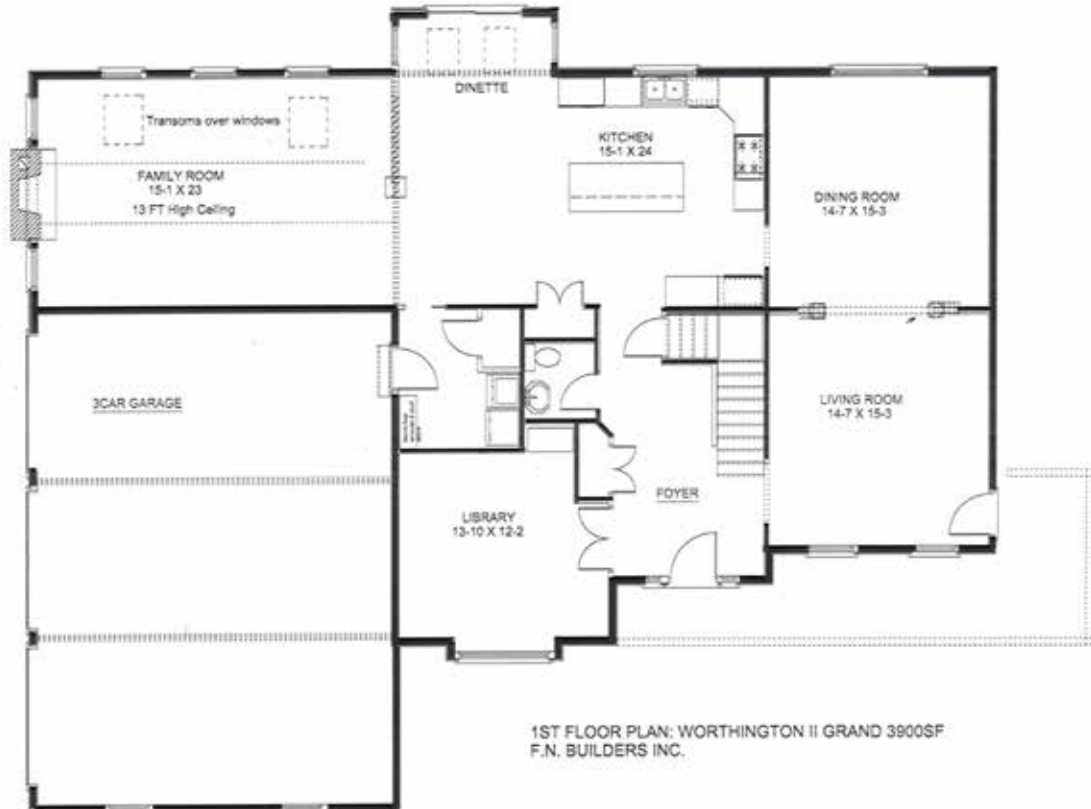 DINETTE
Transoms over windows
KITCHEN
15-1 X 24
FAMILY ROOM
15-1 X 23
13 FT High Ceiling
DINING ROOM
14-7 X 15-3
3CAR GARAGE
LIVING ROOM
14-7 X 15-3
FOYER
LIBRARY
13-10 X 12-2
1ST FLOOR PLAN: WORTHINGTON II GRAND 3900SF
F.N. BUILDERS INC.